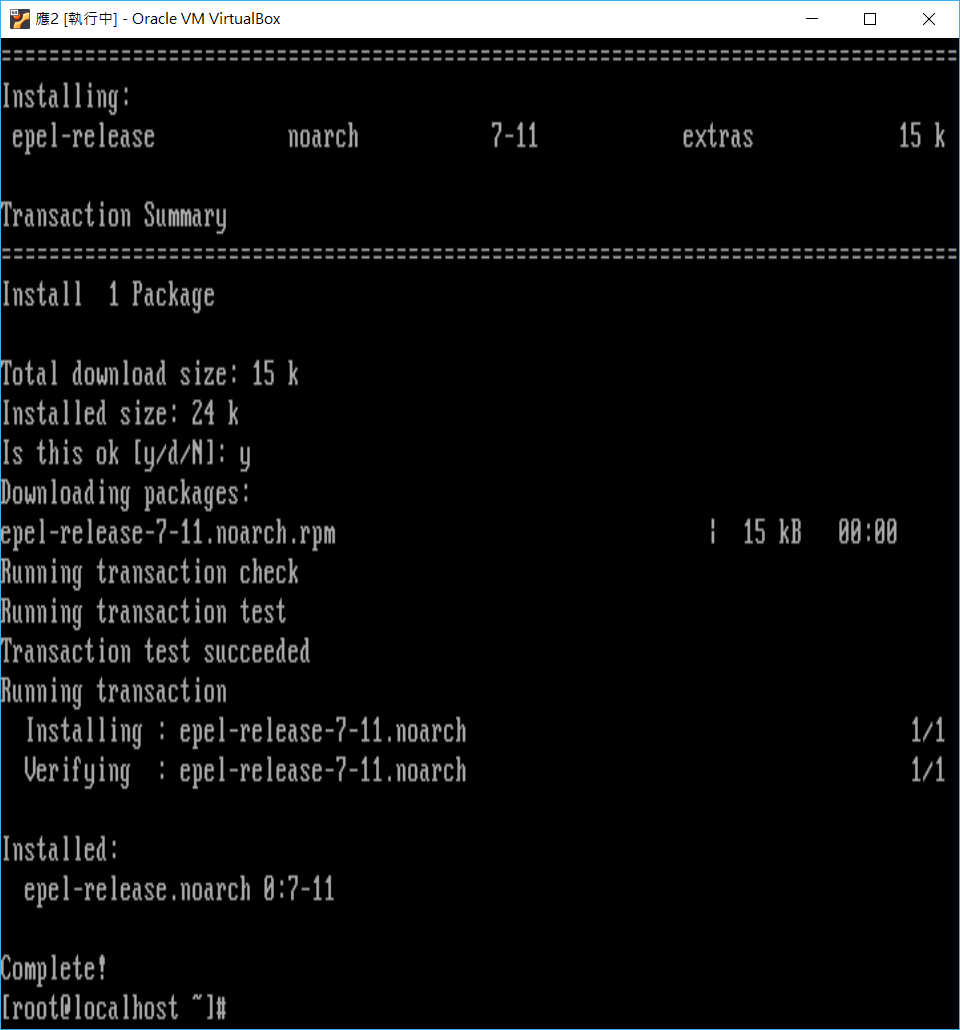 應2 [執行中] - Oracle VM VirtualBox
================================================================================
Installing:
 epel-release           noarch           7-11            extras            15 k

Transaction Summary
================================================================================
Install  1 Package

Total download size: 15 k
Installed size: 24 k
Is this ok [y/d/N]: y
Downloading packages:
epel-release-7-11.noarch.rpm                               |  15 kB   00:00
Running transaction check
Running transaction test
Transaction test succeeded
Running transaction
  Installing : epel-release-7-11.noarch                                     1/1
  Verifying  : epel-release-7-11.noarch                                     1/1

Installed:
  epel-release.noarch 0:7-11

Complete!
[root@localhost ~]#